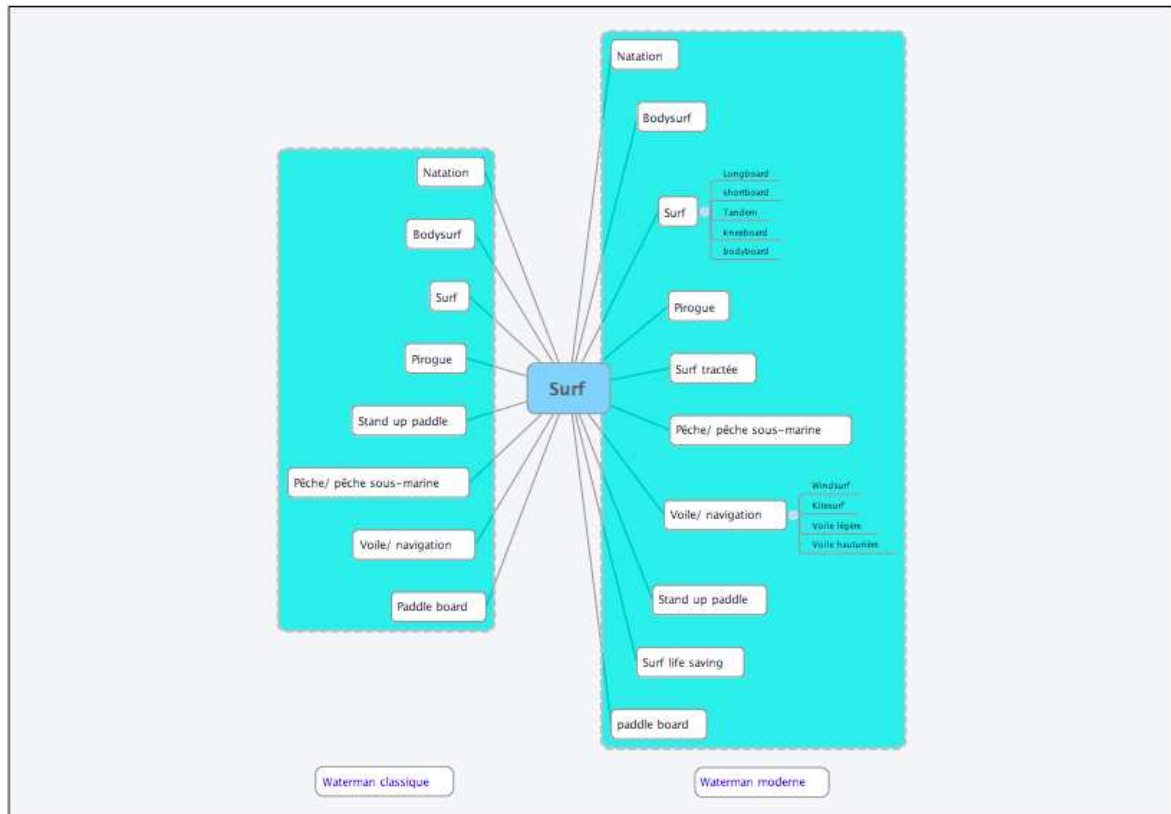 Natation
Bodysurf
Surf
Pirogue
Stand up paddle
Pêche/ pêche sous-marine
Voile/ navigation
Paddle board
Waterman classique
Surf
Natation
Bodysurf
Surf
Longboard
shortboard
Tandem
kneeboard
bodyboard
Pirogue
Surf tractée
Pêche/ pêche sous-marine
Voile/ navigation
Windsurf
Kitesurf
Voile légère
Voile hauturière
Stand up paddle
Surf life saving
paddle board
Waterman moderne